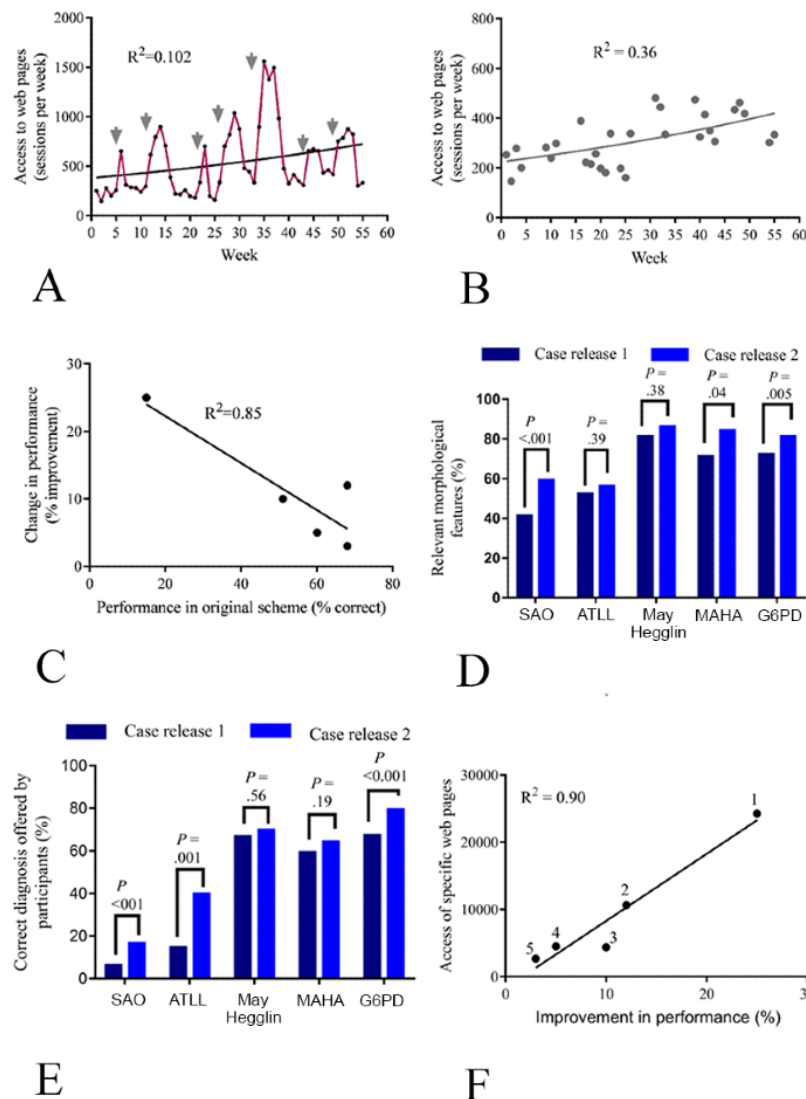 2000
1500
1000
500
0
Access to web pages
(sessions per week)
R²=0.102
0 5 10 15 20 25 30 35 40 45 50 55 60
Week
A
800
600
400
200
0
Access to web pages
(sessions per week)
R² = 0.36
0 5 10 15 20 25 30 35 40 45 50 55 60
Week
B
30
20
10
0
Change in performance
(% improvement)
R²=0.85
0 20 40 60 80
Performance in original scheme (% correct)
C
Case release 1 Case release 2
100
80
60
40
20
0
Relevant morphological
features (%)
P
<.001
P =
.39
P =
.38
P =
.04
P =
.005
SAO ATLL May MAHA G6PD
Hegglin
D
Case release 1 Case release 2
100
80
60
40
20
0
Correct diagnosis offered by
participants (%)
P
<001
P =
.001
P =
.56
P =
.19
P
<0.001
SAO ATLL May MAHA G6PD
Hegglin
E
30000
20000
10000
0
Access of specific web pages
R² = 0.90
1
2
3
4
5
10 20
Improvement in performance (%)
F